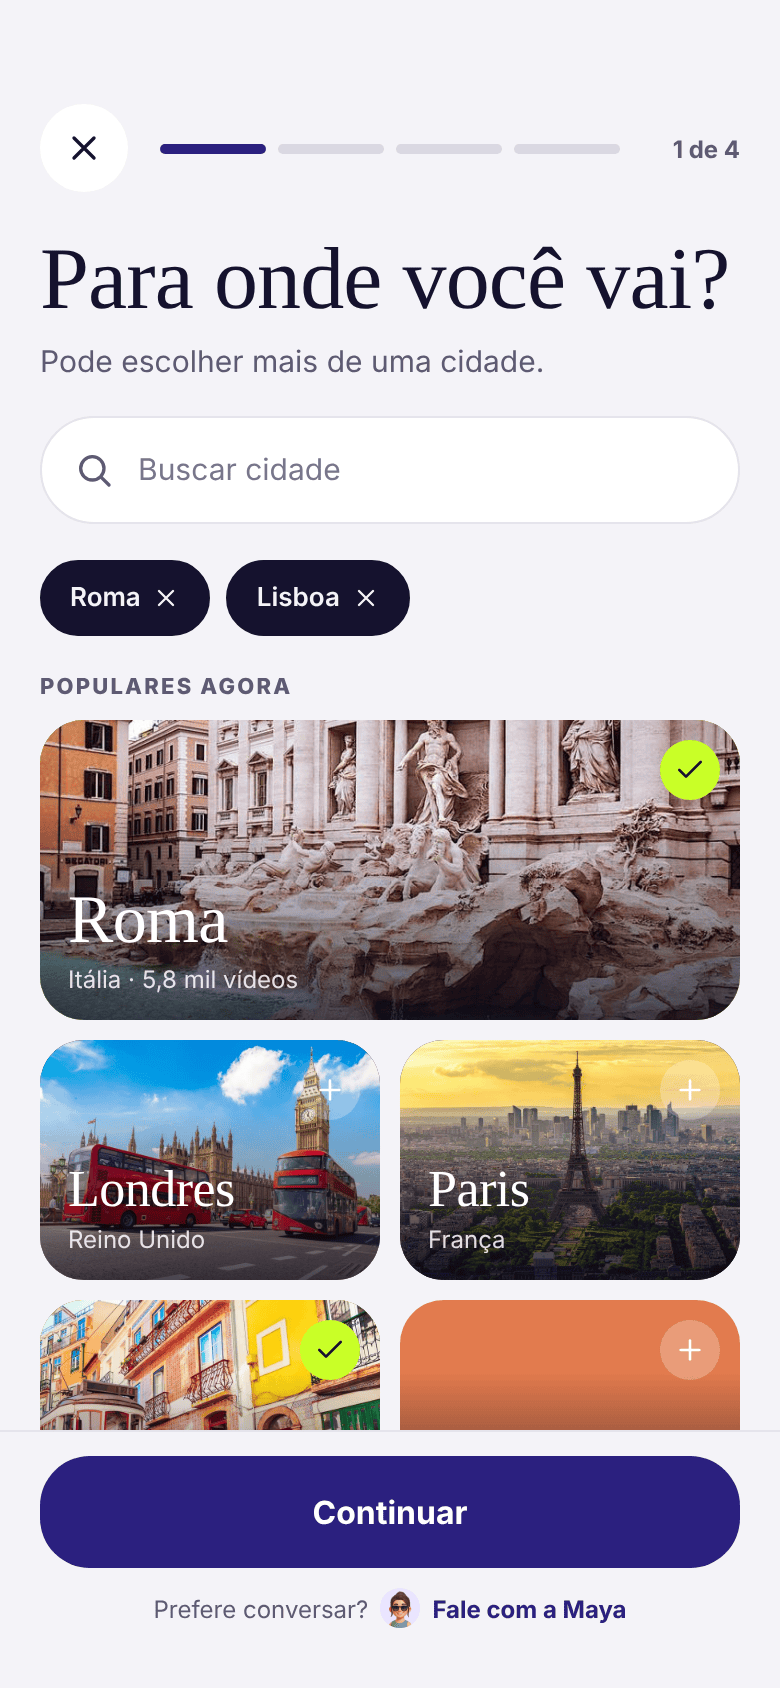 1 de 4
Para onde você vai?
Pode escolher mais de uma cidade.
Buscar cidade
Roma
Lisboa
POPULARES AGORA
Roma
Itália · 5,8 mil vídeos
Londres
Reino Unido
Paris
França
Continuar
Prefere conversar? Fale com a Maya